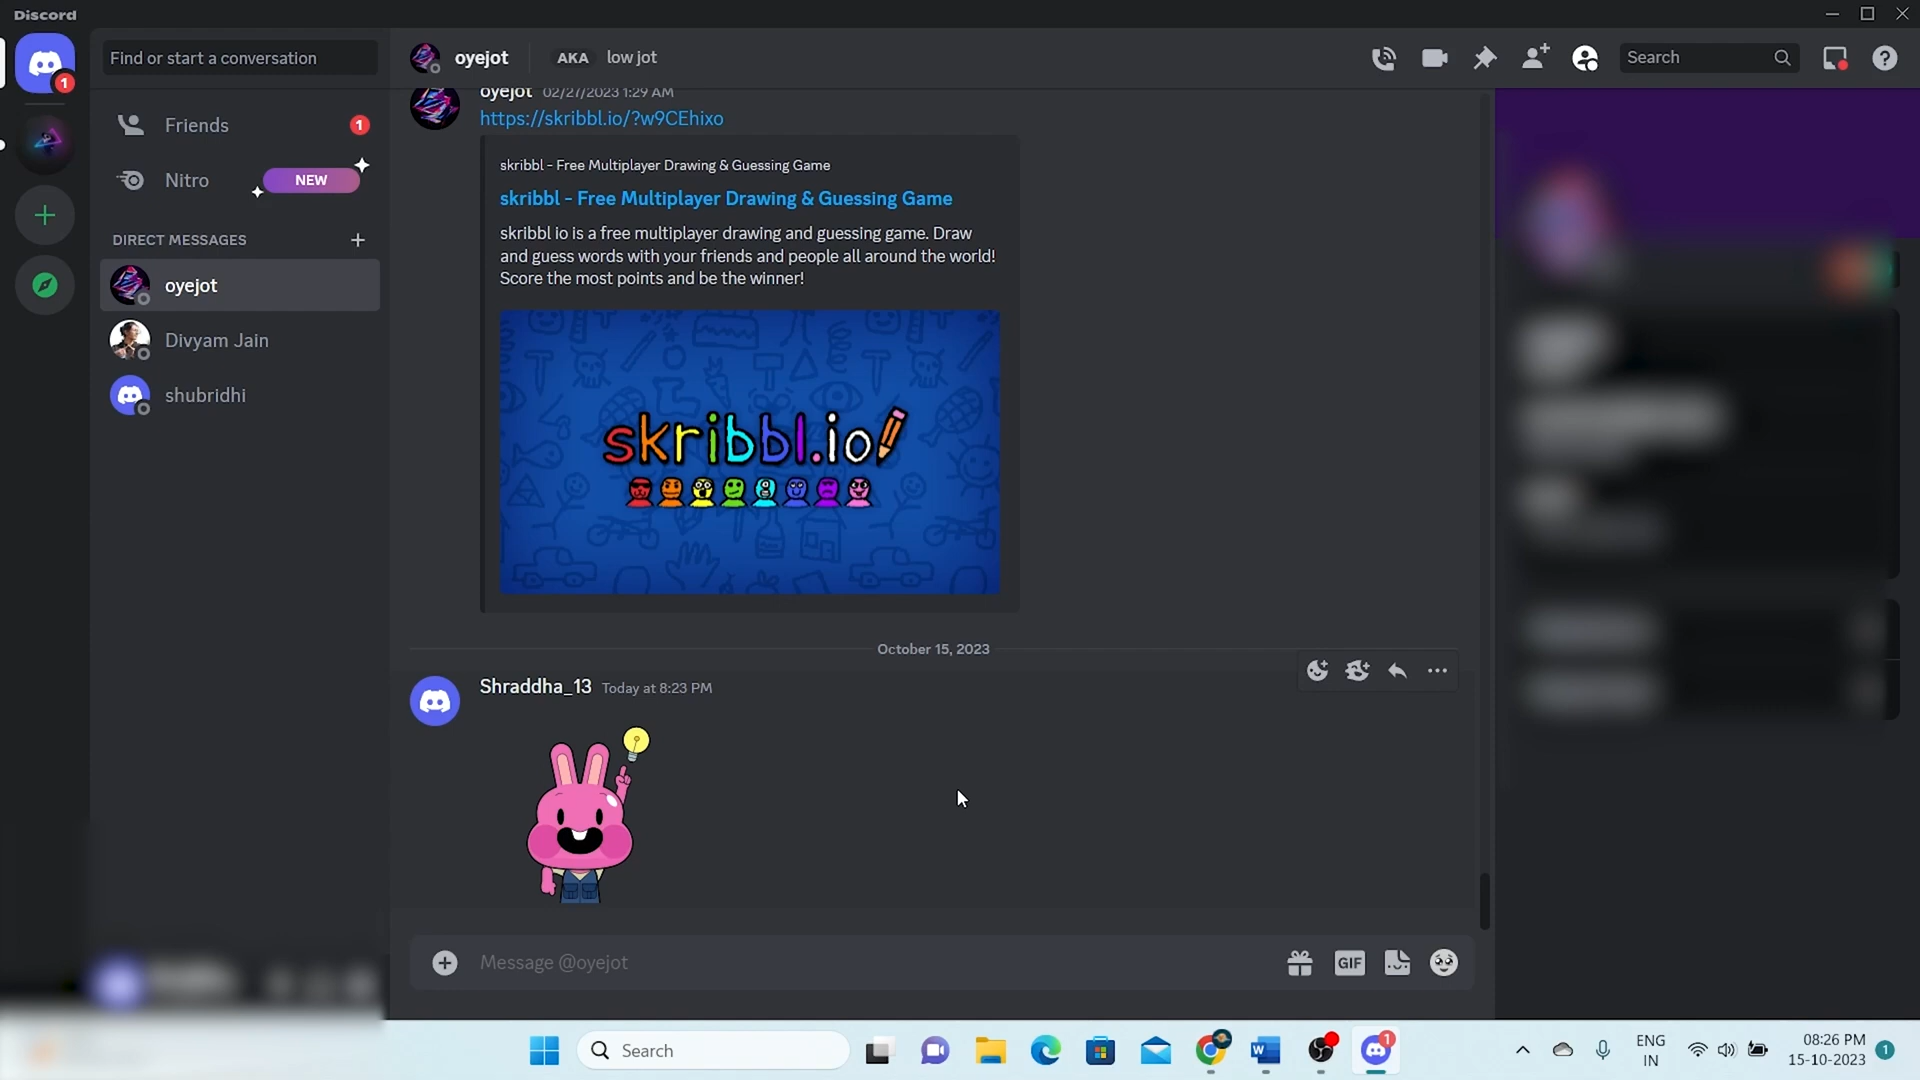 Discord
1
Find or start a conversation
Friends
1
Nitro
NEW
DIRECT MESSAGES
oyejot
Divyam Jain
shubridhi
oyejot
AKA low jot
Search
oyejot 02/27/2023 1:29 AM
https://skribbl.io/?w9CEhixo
skribbl - Free Multiplayer Drawing & Guessing Game
skribbl - Free Multiplayer Drawing & Guessing Game
skribbl io is a free multiplayer drawing and guessing game. Draw
and guess words with your friends and people all around the world!
Score the most points and be the winner!
skribbl.io
October 15, 2023
Shraddha_13 Today at 8:23 PM
Message @oyejot
GIF
Search
W
1
ENG
IN
08:26 PM
15-10-2023
1